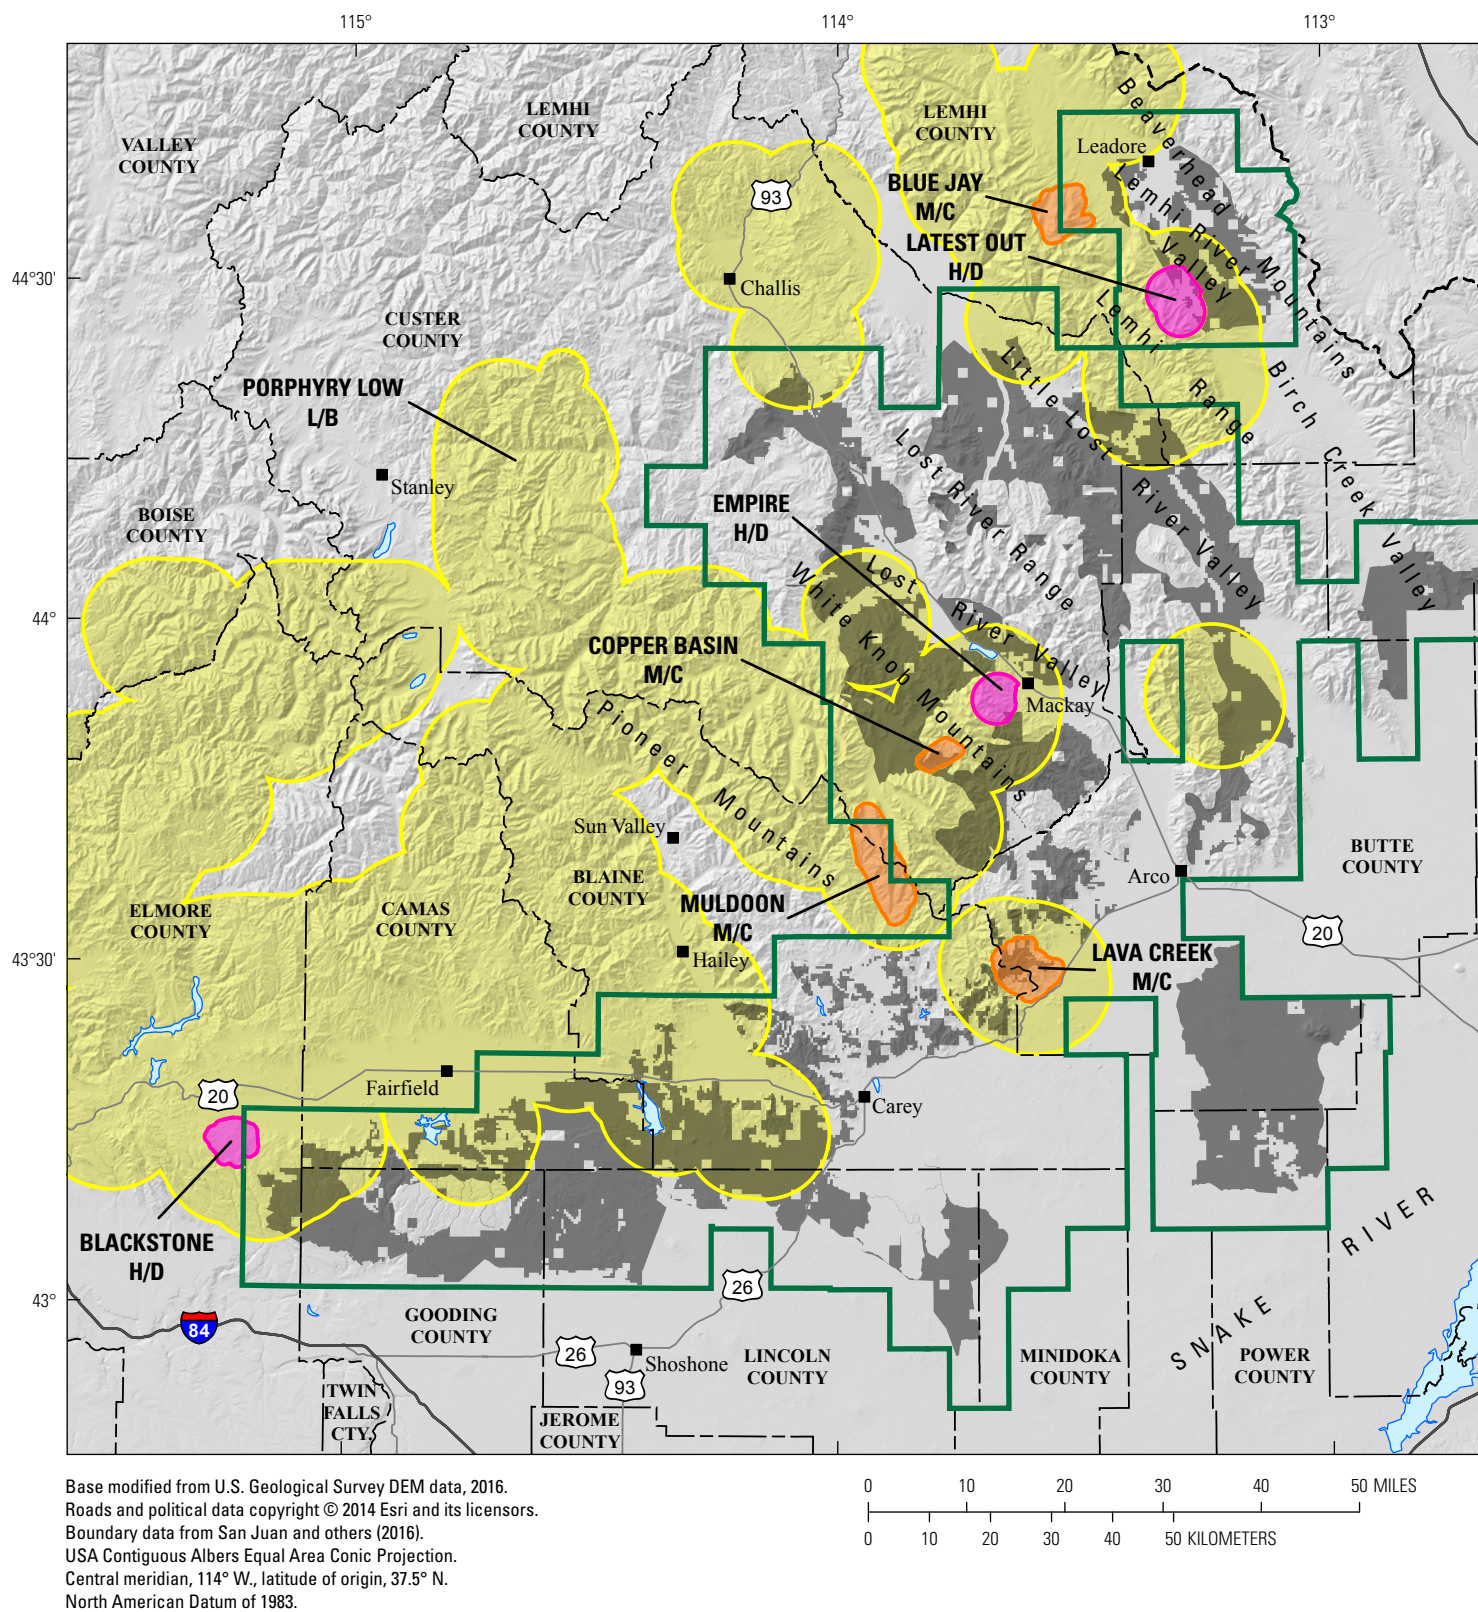 115°
114°
113°
44°30'
44°
43°30'
43°
VALLEY
COUNTY
LEMHI
COUNTY
LEMHI
COUNTY
Beaverhead
Mountains
Leadore
Lemhi River
Valley
93
BLUE JAY
M/C
LATEST OUT
H/D
Challis
CUSTER
COUNTY
Lemhi
Range
PORPHYRY LOW
L/B
Little Lost
River Valley
Birch Creek
Valley
Lost River Range
Stanley
BOISE
COUNTY
EMPIRE
H/D
Lost
River Valley
White Knob
Mountains
COPPER BASIN
M/C
Mackay
Pioneer
Mountains
Sun Valley
BLAINE
COUNTY
BUTTE
COUNTY
Arco
ELMORE
COUNTY
CAMAS
COUNTY
MULDOON
M/C
20
Hailey
LAVA CREEK
M/C
Fairfield
20
Carey
BLACKSTONE
H/D
SNAKE RIVER
26
84
GOODING
COUNTY
26
Shoshone
LINCOLN
COUNTY
MINIDOKA
COUNTY
POWER
COUNTY
93
TWIN
FALLS
CTY.
JEROME
COUNTY
Base modified from U.S. Geological Survey DEM data, 2016.
Roads and political data copyright © 2014 Esri and its licensors.
Boundary data from San Juan and others (2016).
USA Contiguous Albers Equal Area Conic Projection.
Central meridian, 114° W., latitude of origin, 37.5° N.
North American Datum of 1983.
0 10 20 30 40 50 MILES
0 10 20 30 40 50 KILOMETERS